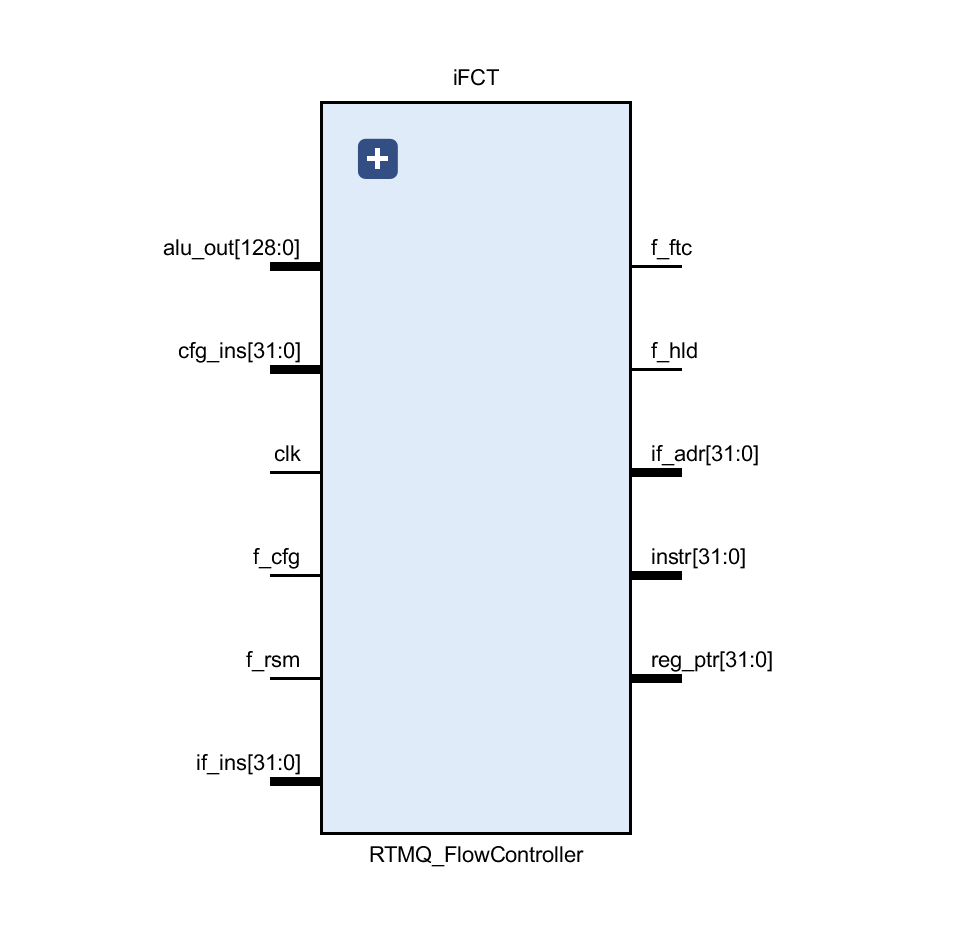 iFCT
alu_out[128:0]
f_ftc
cfg_ins[31:0]
f_hld
clk
if_adr[31:0]
f_cfg
instr[31:0]
f_rsm
reg_ptr[31:0]
if_ins[31:0]
RTMQ_FlowController